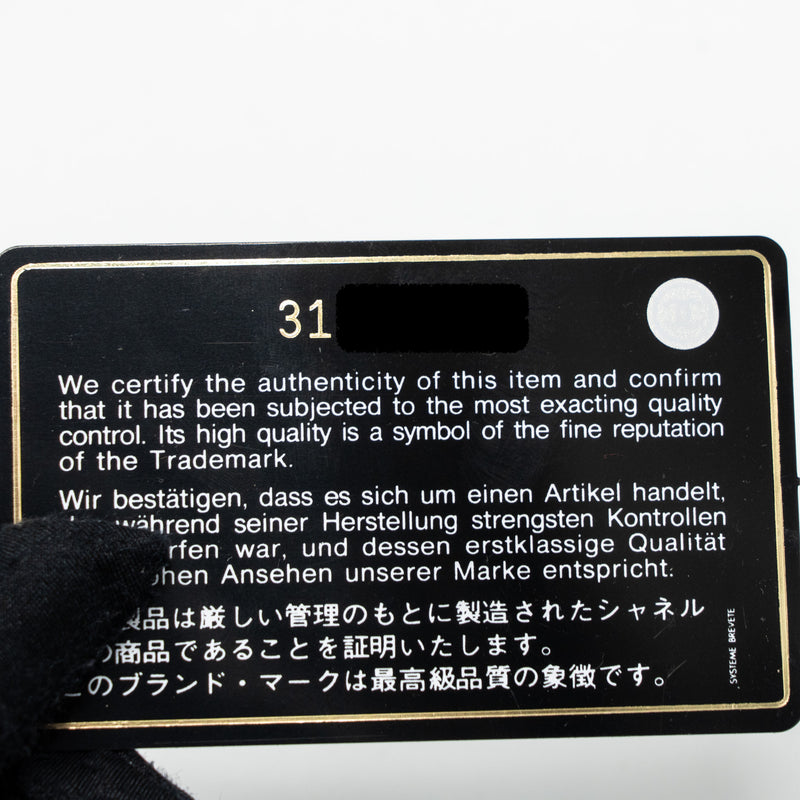 31
We certify the authenticity of this item and confirm
that it has been subjected to the most exacting quality
control. Its high quality is a symbol of the fine reputation
of the Trademark.
Wir bestätigen, dass es sich um einen Artikel handelt,
während seiner Herstellung strengsten Kontrollen
war, und dessen erstklassige Qualität
Ansehen unserer Marke entspricht.
製品は厳しい管理のもとに製造されたシャネル
の商品であることを証明いたします。
このブランド・マークは最高級品質の象徴です。
SYSTEME BREVETE